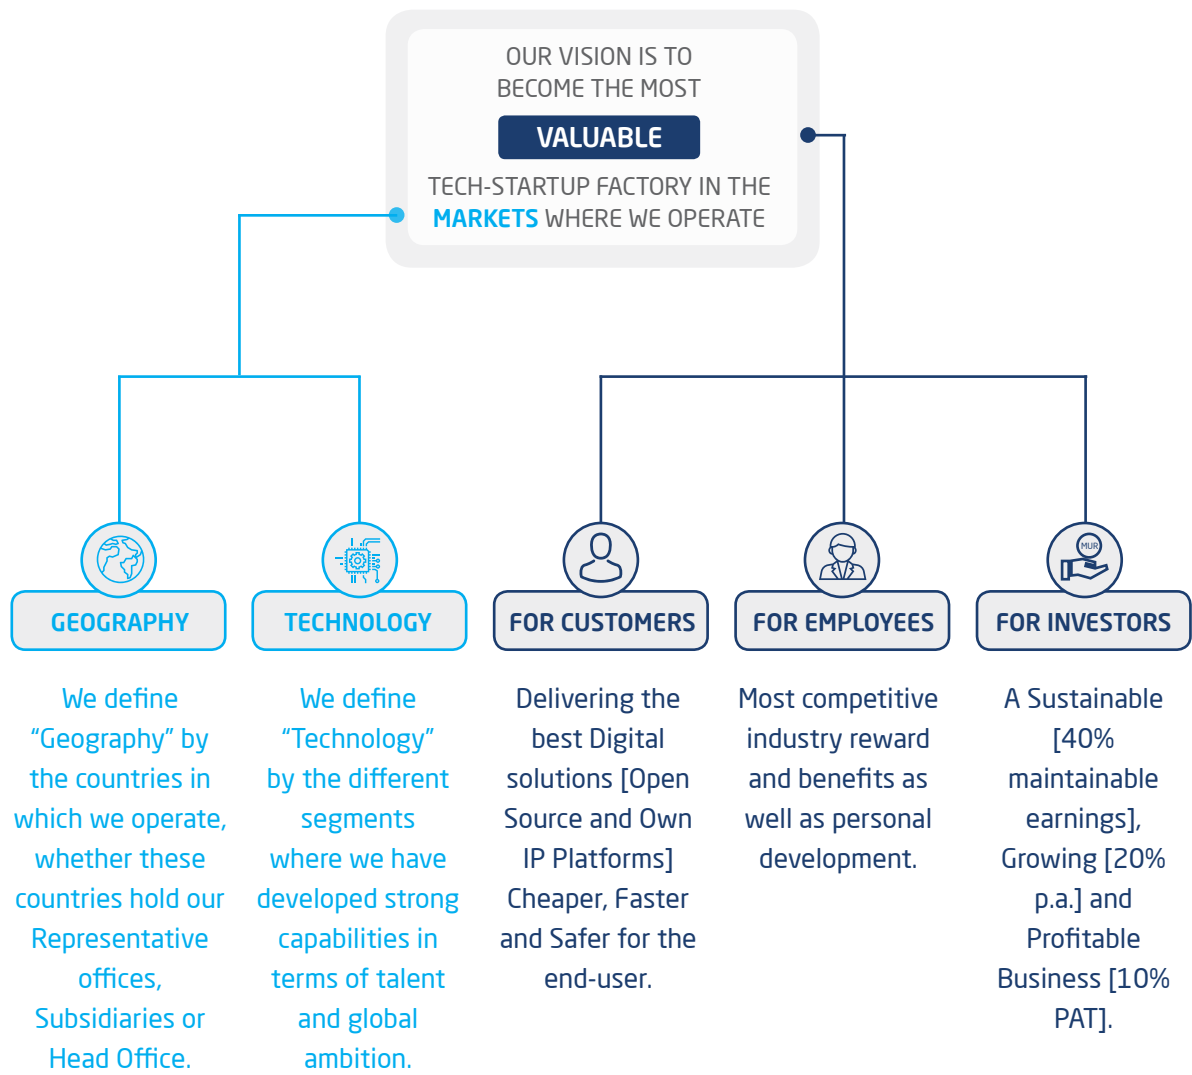 OUR VISION IS TO
BECOME THE MOST
VALUABLE
TECH-STARTUP FACTORY IN THE
MARKETS WHERE WE OPERATE
GEOGRAPHY
We define
“Geography” by
the countries in
which we operate,
whether these
countries hold our
Representative
offices,
Subsidiaries or
Head Office.
TECHNOLOGY
We define
“Technology”
by the different
segments
where we have
developed strong
capabilities in
terms of talent
and global
ambition.
FOR CUSTOMERS
Delivering the
best Digital
solutions [Open
Source and Own
IP Platforms]
Cheaper, Faster
and Safer for the
end-user.
FOR EMPLOYEES
Most competitive
industry reward
and benefits as
well as personal
development.
MUR
FOR INVESTORS
A Sustainable
[40%
maintainable
earnings],
Growing [20%
p.a.] and
Profitable
Business [10%
PAT].